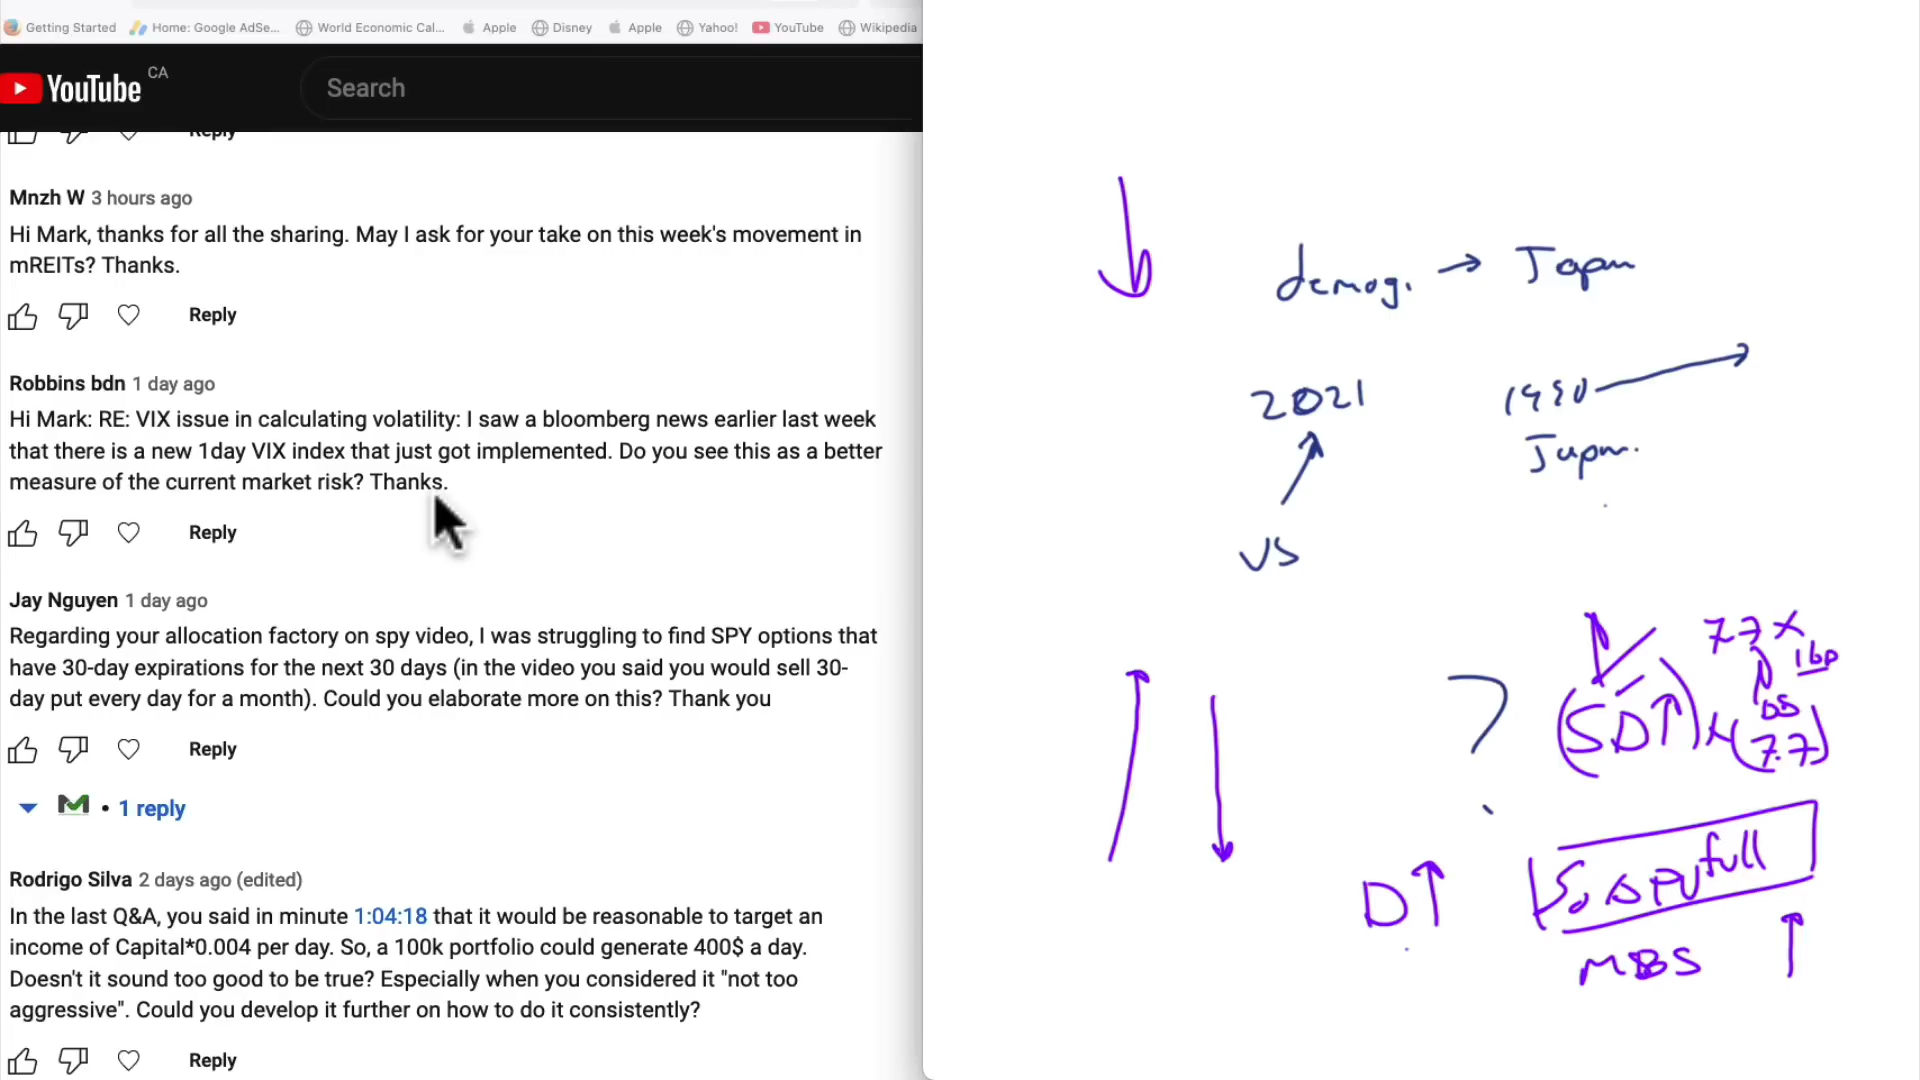 Getting Started
Home: Google AdSe...
World Economic Cal...
Apple
Disney
Apple
Yahoo!
YouTube
Wikipedia
YouTube CA
Search
Reply
Mnzh W 3 hours ago
Hi Mark, thanks for all the sharing. May I ask for your take on this week's movement in
mREITs? Thanks.
Reply
Robbins bdn 1 day ago
Hi Mark: RE: VIX issue in calculating volatility: I saw a bloomberg news earlier last week
that there is a new 1day VIX index that just got implemented. Do you see this as a better
measure of the current market risk? Thanks.
Reply
Jay Nguyen 1 day ago
Regarding your allocation factory on spy video, I was struggling to find SPY options that
have 30-day expirations for the next 30 days (in the video you said you would sell 30-
day put every day for a month). Could you elaborate more on this? Thank you
Reply
• 1 reply
Rodrigo Silva 2 days ago (edited)
In the last Q&A, you said in minute 1:04:18 that it would be reasonable to target an
income of Capital*0.004 per day. So, a 100k portfolio could generate 400$ a day.
Doesn't it sound too good to be true? Especially when you considered it "not too
aggressive". Could you develop it further on how to do it consistently?
Reply
demog. → Japan
2021
1990
Japan.
US
?
7.7 x
1bp
(SD↑) x (7.7)
D↑
full
MBS ↑